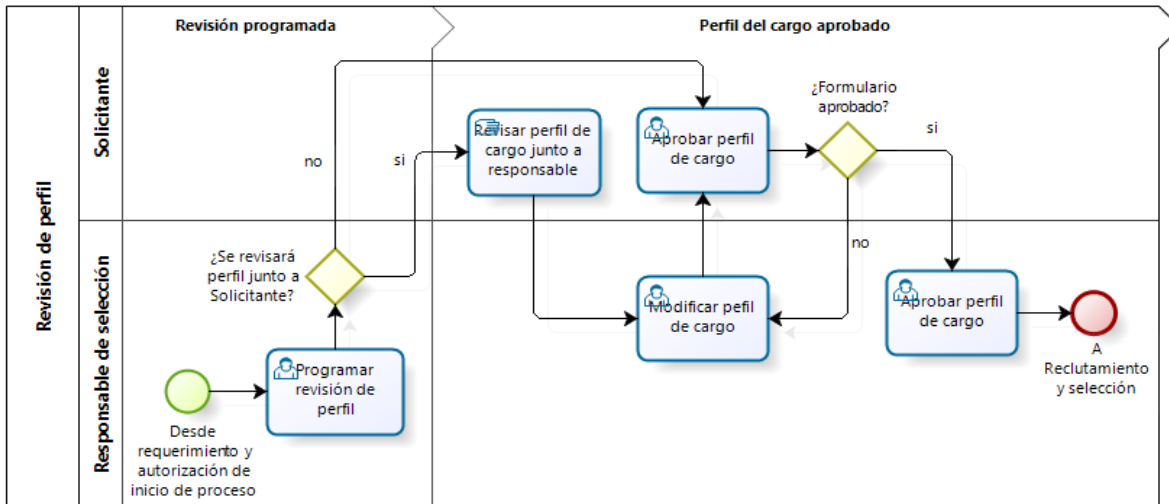 Revisión de perfil
Revisión programada
Perfil del cargo aprobado
Solicitante
Responsable de selección
no
si
Revisar perfil de
cargo junto a
responsable
Aprobar perfil
de cargo
¿Formulario
aprobado?
si
no
¿Se revisará
perfil junto a
Solicitante?
Programar
revisión de
perfil
Desde
requerimiento y
autorización de
inicio de proceso
Modificar pefil
de cargo
Aprobar perfil
de cargo
A
Reclutamiento
y selección